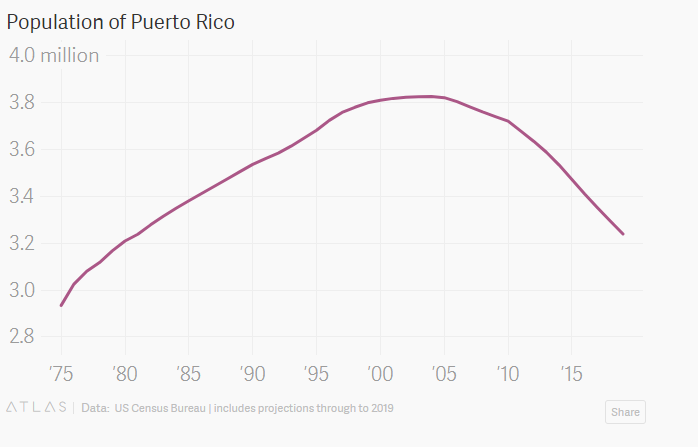 Population of Puerto Rico
4.0 million
3.8
3.6
3.4
3.2
3.0
2.8
'75 '80 '85 '90 '95 '00 '05 '10 '15
ATLAS | Data: US Census Bureau | includes projections through to 2019
Share